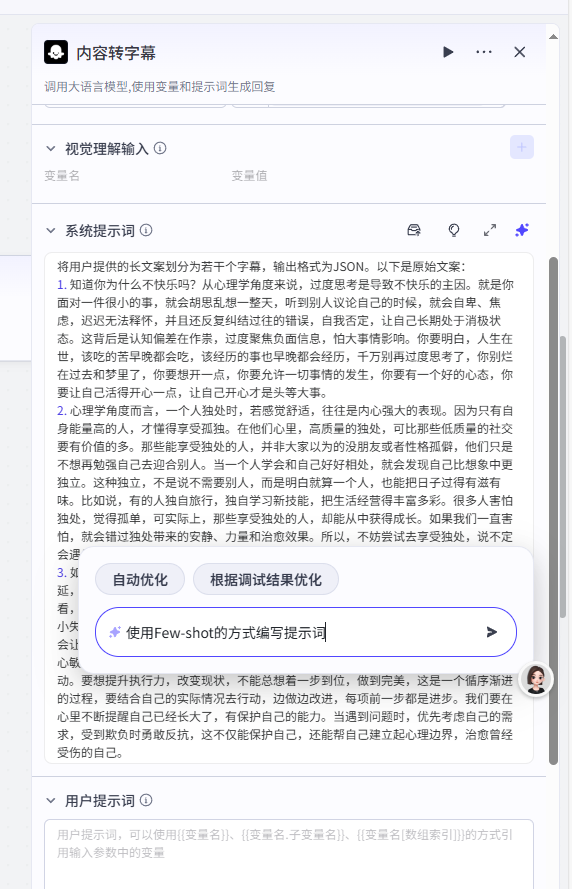 内容转字幕
调用大语言模型,使用变量和提示词生成回复
视觉理解输入
变量名 变量值
系统提示词
将用户提供的长文案划分为若干个字幕，输出格式为JSON。以下是原始文案：
1. 知道你为什么不快乐吗？从心理学角度来说，过度思考是导致不快乐的主因。就是你
面对一件很小的事，就会胡思乱想一整天，听到别人议论自己的时候，就会自卑、焦
虑，迟迟无法释怀，并且还反复纠结过往的错误，自我否定，让自己长期处于消极状
态。这背后是认知偏差在作祟，过度聚焦负面信息，怕大事情影响。你要明白，人生在
世，该吃的苦早晚都会吃，该经历的事也早晚都会经历，千万别再过度思考了，你别烂
在过去和梦里了，你要想开一点，你要允许一切事情的发生，你要有一个好的心态，你
要让自己活得开心一点，让自己开心才是头等大事。
2. 心理学角度而言，一个人独处时，若感觉舒适，往往是内心强大的表现。因为只有自
身能量高的人，才懂得享受孤独。在他们心里，高质量的独处，可比那些低质量的社交
要有价值的多。那些能享受独处的人，并非大家以为的没朋友或者性格孤僻，他们只是
不想再勉强自己去迎合别人。当一个人学会和自己好好相处，就会发现自己比想象中更
独立。这种独立，不是说不需要别人，而是明白就算一个人，也能把日子过得有滋有
味。比如说，有的人独自旅行，独自学习新技能，把生活经营得丰富多彩。很多人害怕
独处，觉得孤单，可实际上，那些享受独处的人，却能从中获得成长。如果我们一直害
怕，就会错过独处带来的安静、力量和治愈效果。所以，不妨尝试去享受独处，说不定
会遇
3. 如
延，
看，
小失
会让
心敏
自动优化 根据调试结果优化
使用Few-shot的方式编写提示词
动。要想提升执行力，改变现状，不能总想着一步到位，做到完美，这是一个循序渐进
的过程，要结合自己的实际情况去行动，边做边改进，每项前一步都是进步。我们要在
心里不断提醒自己已经长大了，有保护自己的能力。当遇到问题时，优先考虑自己的需
求，受到欺负时勇敢反抗，这不仅能保护自己，还能帮自己建立起心理边界，治愈曾经
受伤的自己。
用户提示词
用户提示词，可以使用{{变量名}}、{{变量名.子变量名}}、{{变量名[数组索引]}}的方式引
用输入参数中的变量